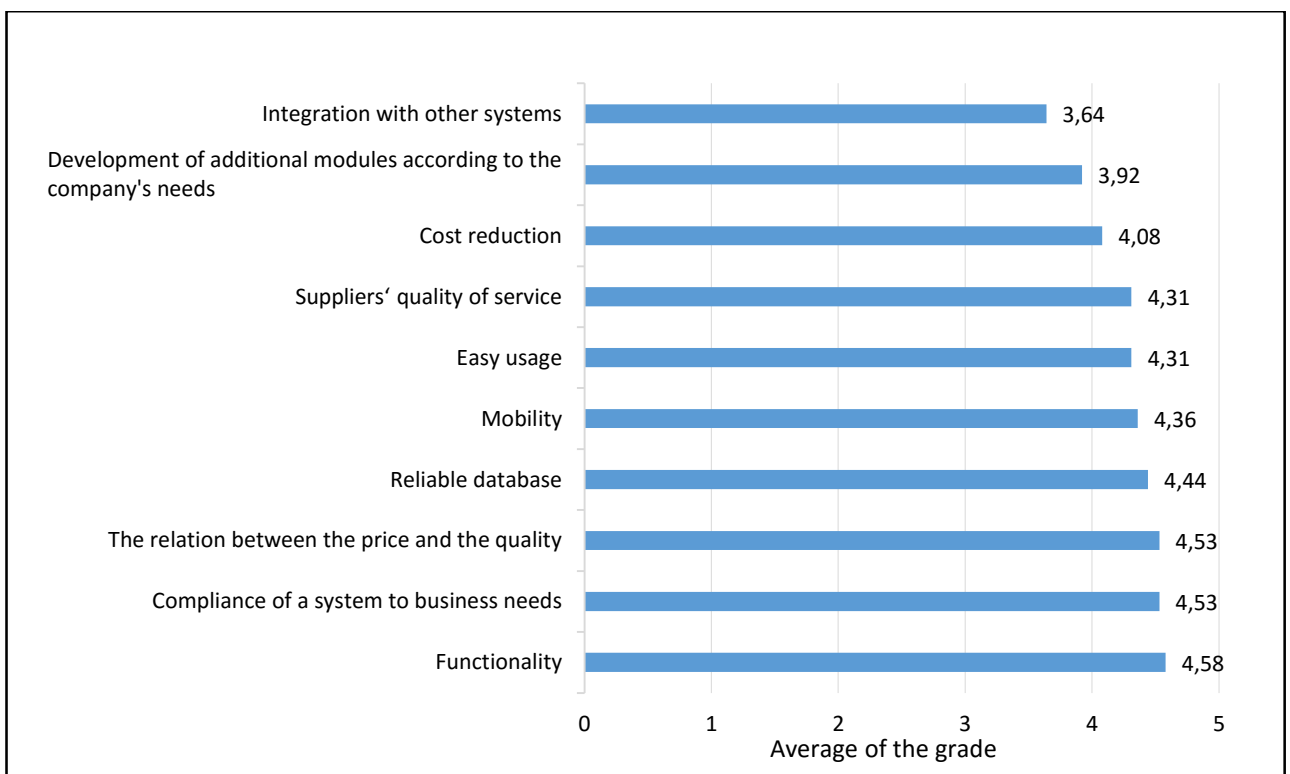 Integration with other systems
3,64
Development of additional modules according to the
company's needs
3,92
Cost reduction
4,08
Suppliers‘ quality of service
4,31
Easy usage
4,31
Mobility
4,36
Reliable database
4,44
The relation between the price and the quality
4,53
Compliance of a system to business needs
4,53
Functionality
4,58
0 1 2 3 4 5
Average of the grade